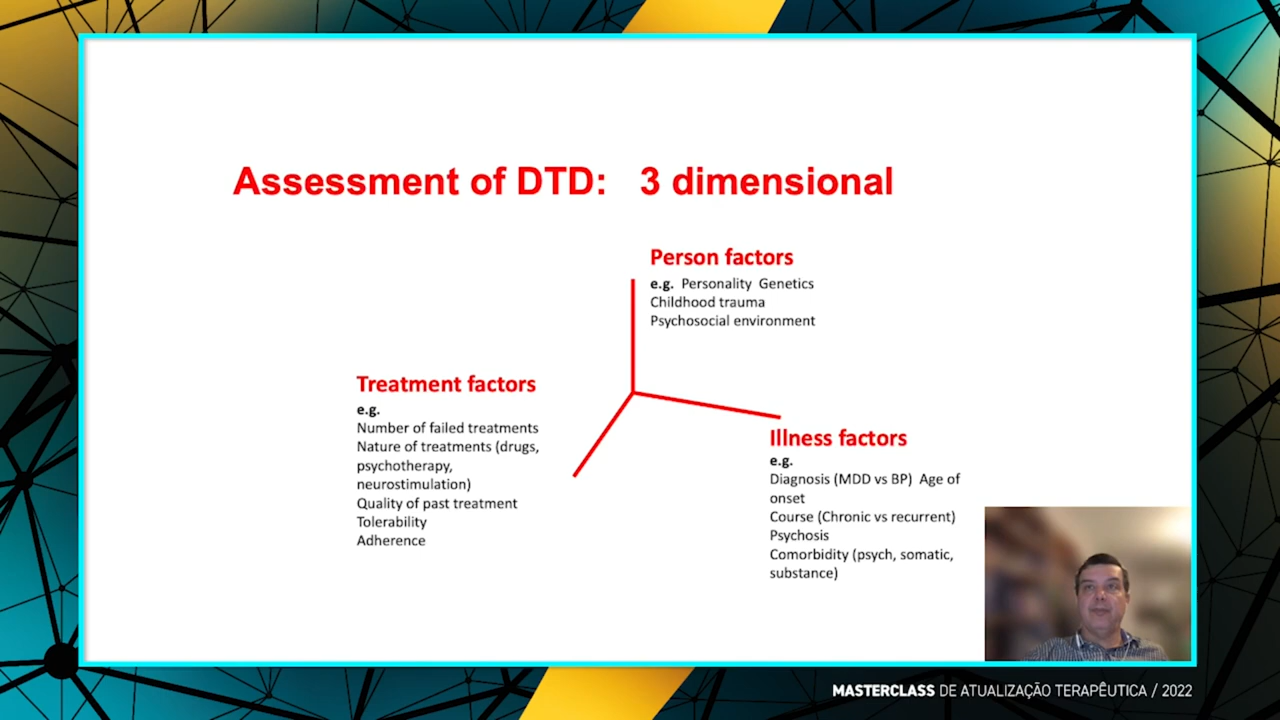 Assessment of DTD: 3 dimensional
Person factors
e.g. Personality Genetics
Childhood trauma
Psychosocial environment
Treatment factors
e.g.
Number of failed treatments
Nature of treatments (drugs,
psychotherapy,
neurostimulation)
Quality of past treatment
Tolerability
Adherence
Illness factors
e.g.
Diagnosis (MDD vs BP) Age of
onset
Course (Chronic vs recurrent)
Psychosis
Comorbidity (psych, somatic,
substance)
MASTERCLASS DE ATUALIZAÇÃO TERAPÊUTICA / 2022